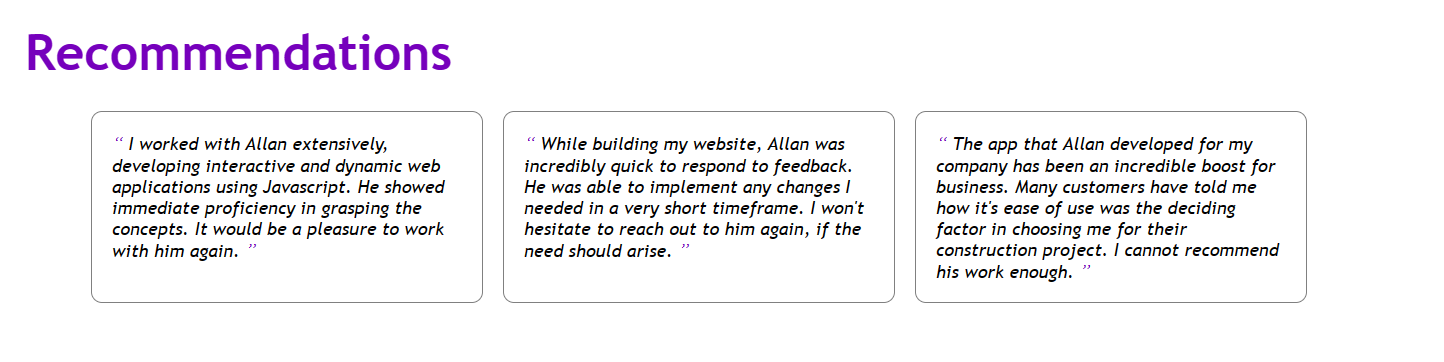 Recommendations
“ I worked with Allan extensively,
developing interactive and dynamic web
applications using Javascript. He showed
immediate proficiency in grasping the
concepts. It would be a pleasure to work
with him again. ”
“ While building my website, Allan was
incredibly quick to respond to feedback.
He was able to implement any changes I
needed in a very short timeframe. I won't
hesitate to reach out to him again, if the
need should arise. ”
“ The app that Allan developed for my
company has been an incredible boost for
business. Many customers have told me
how it's ease of use was the deciding
factor in choosing me for their
construction project. I cannot recommend
his work enough. ”